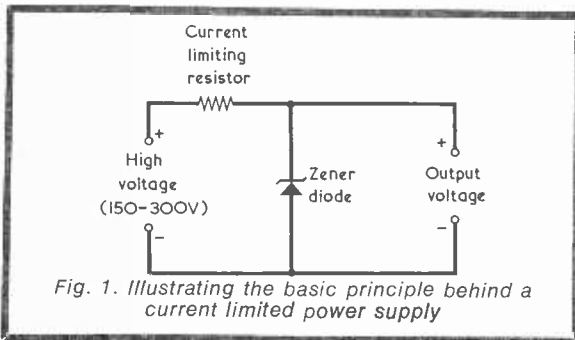 Current
limiting
resistor
+
High
voltage
(150-300V)
−
Zener
diode
+
Output
voltage
−
Fig. 1. Illustrating the basic principle behind a
current limited power supply